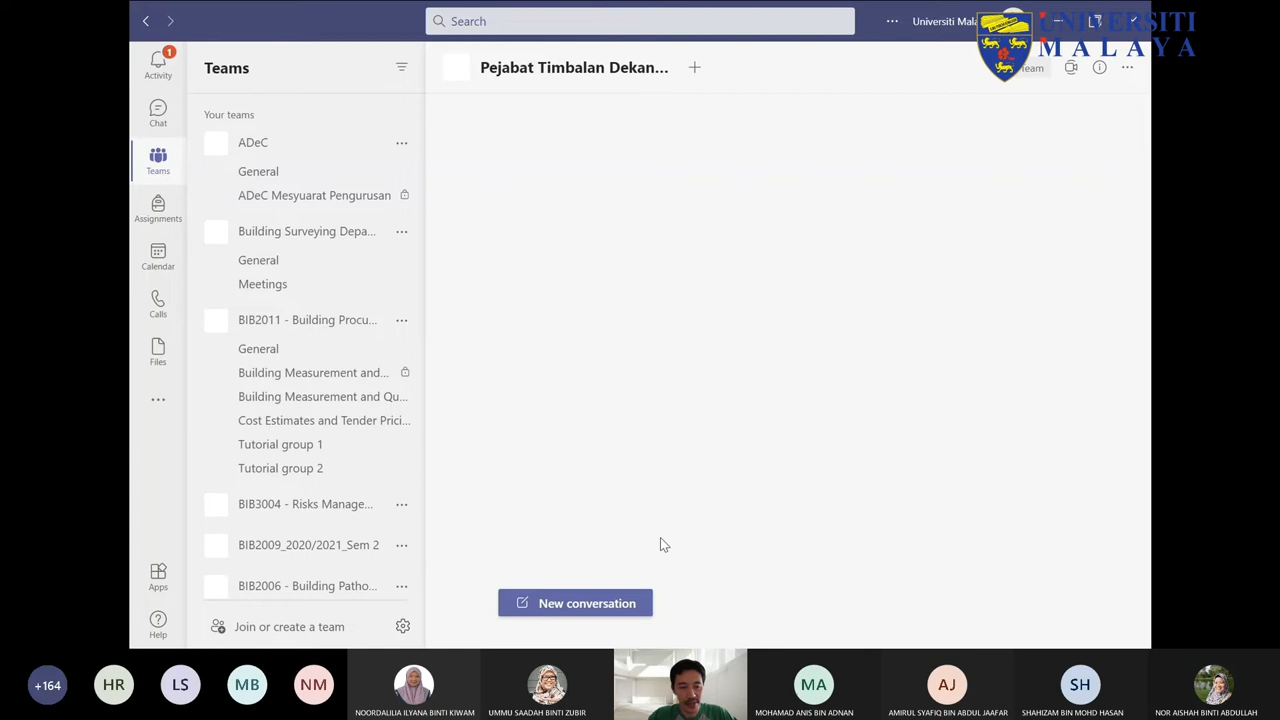 Search
Universiti Mala
UNIVERSITI
MALAYA
1
Activity
Chat
Teams
Assignments
Calendar
Calls
Files
Apps
Help
Teams
Your teams
ADeC
General
ADeC Mesyuarat Pengurusan
Building Surveying Depa...
General
Meetings
BIB2011 - Building Procu...
General
Building Measurement and...
Building Measurement and Qu...
Cost Estimates and Tender Prici...
Tutorial group 1
Tutorial group 2
BIB3004 - Risks Manage...
BIB2009_2020/2021_Sem 2
BIB2006 - Building Patho...
Join or create a team
Pejabat Timbalan Dekan...
Team
New conversation
+164
HR
LS
MB
NM
NOORDALILIA ILYANA BINTI KIWAM
UMMU SAADAH BINTI ZUBIR
MA
MOHAMAD ANIS BIN ADNAN
AJ
AMIRUL SYAFIQ BIN ABDUL JAAFAR
SH
SHAHIZAM BIN MOHD HASAN
NOR AISHAH BINTI ABDULLAH